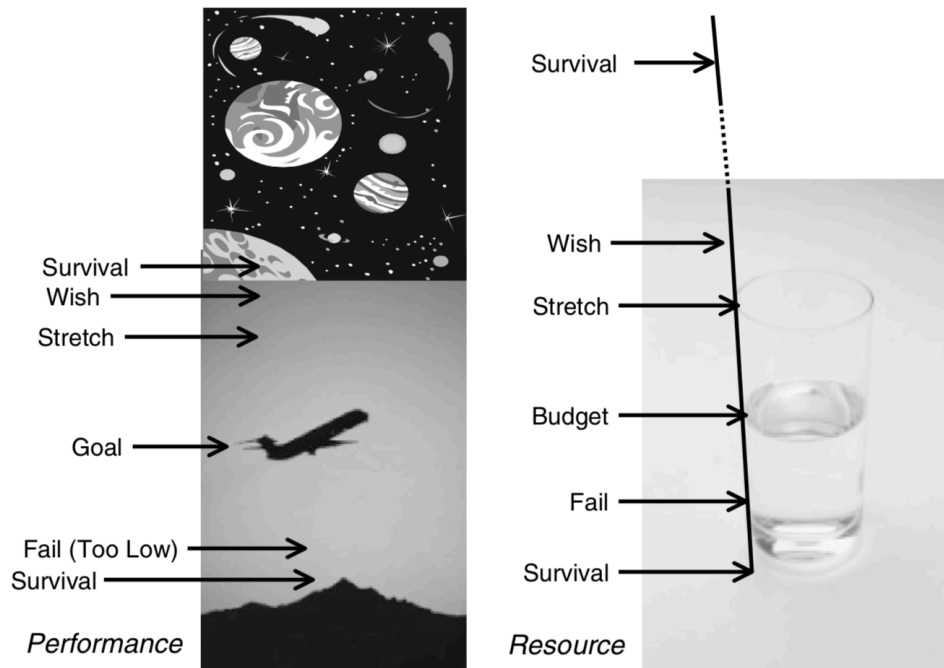 Survival
Wish
Stretch
Goal
Fail (Too Low)
Survival
Performance
Survival
Wish
Stretch
Budget
Fail
Survival
Resource